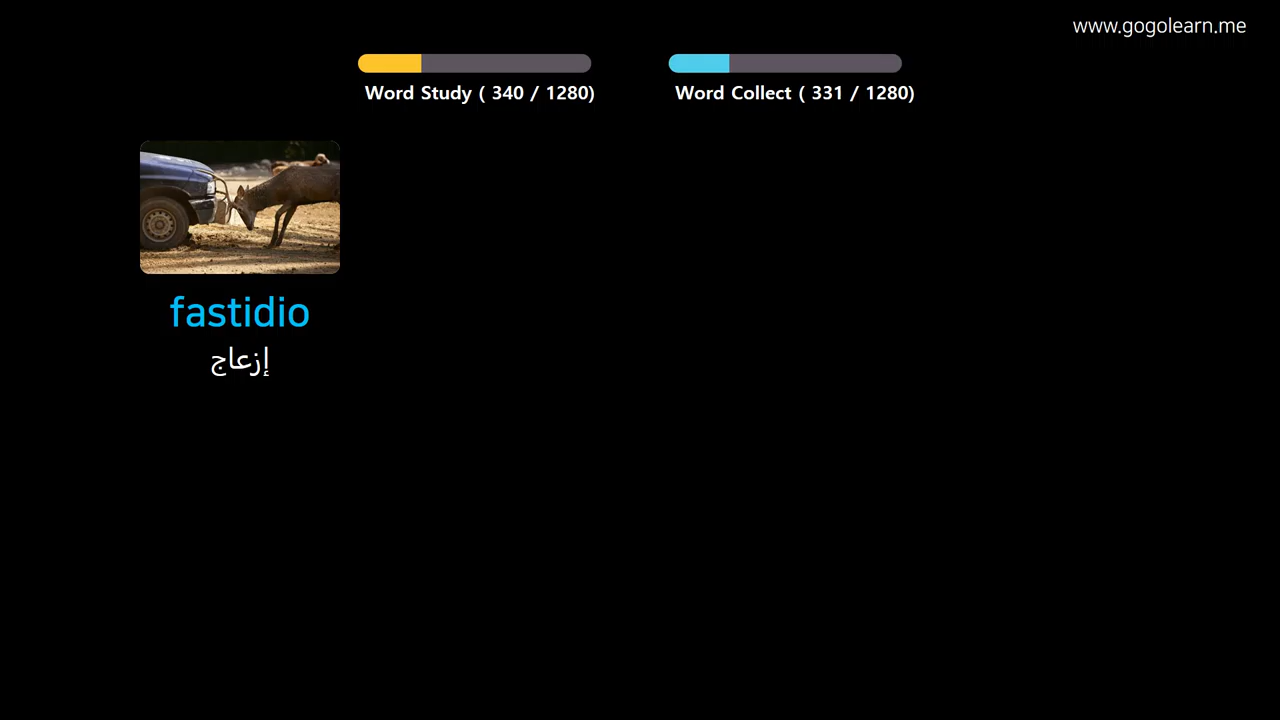 www.gogolearn.me
Word Study ( 340 / 1280)
Word Collect ( 331 / 1280)
fastidio
إزعاج